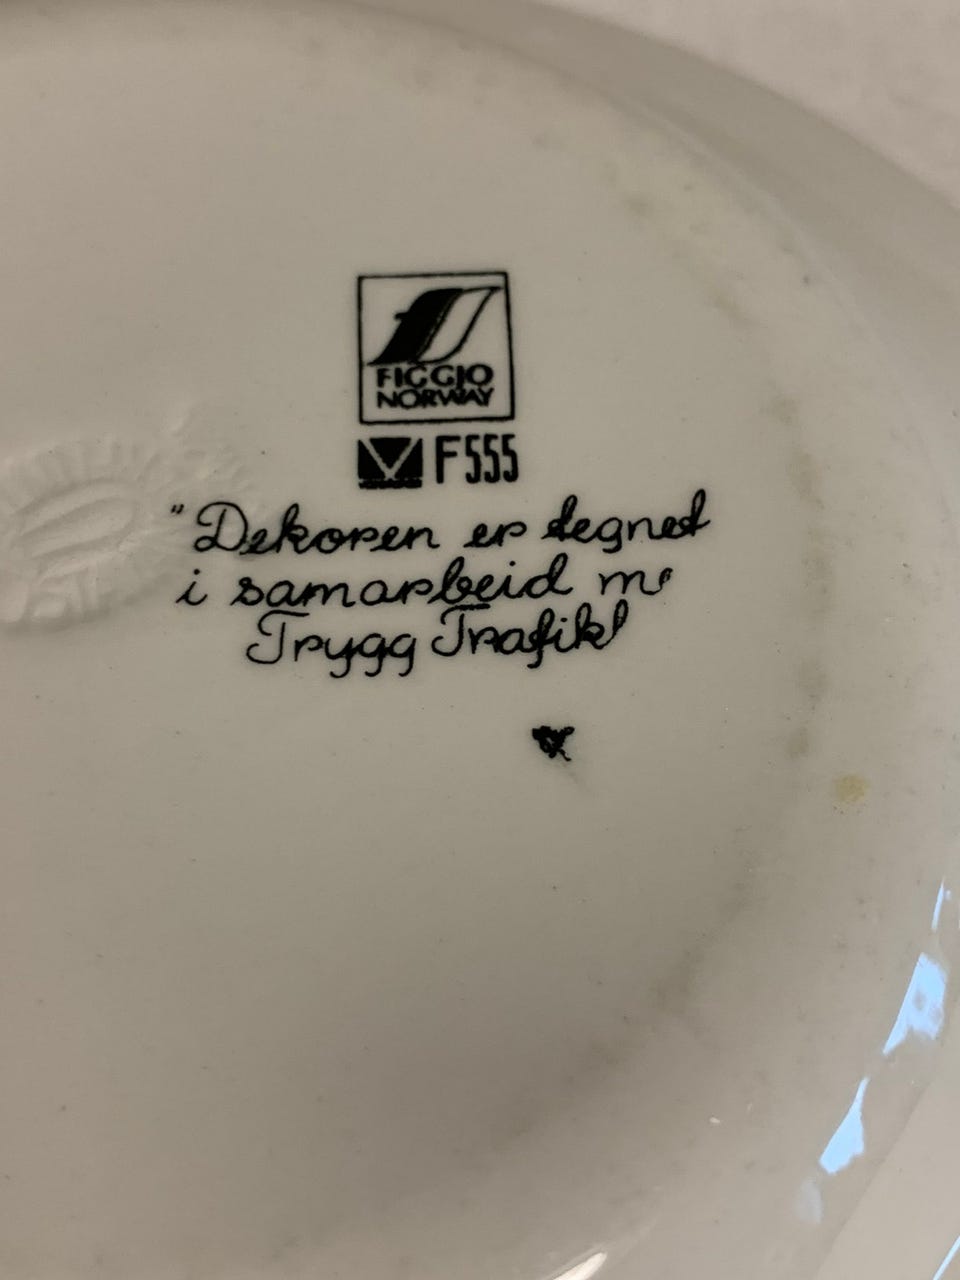 FIGGJO
NORWAY
F555
"Dekoren er tegnet
i samarbeid
Trygg Trafikk